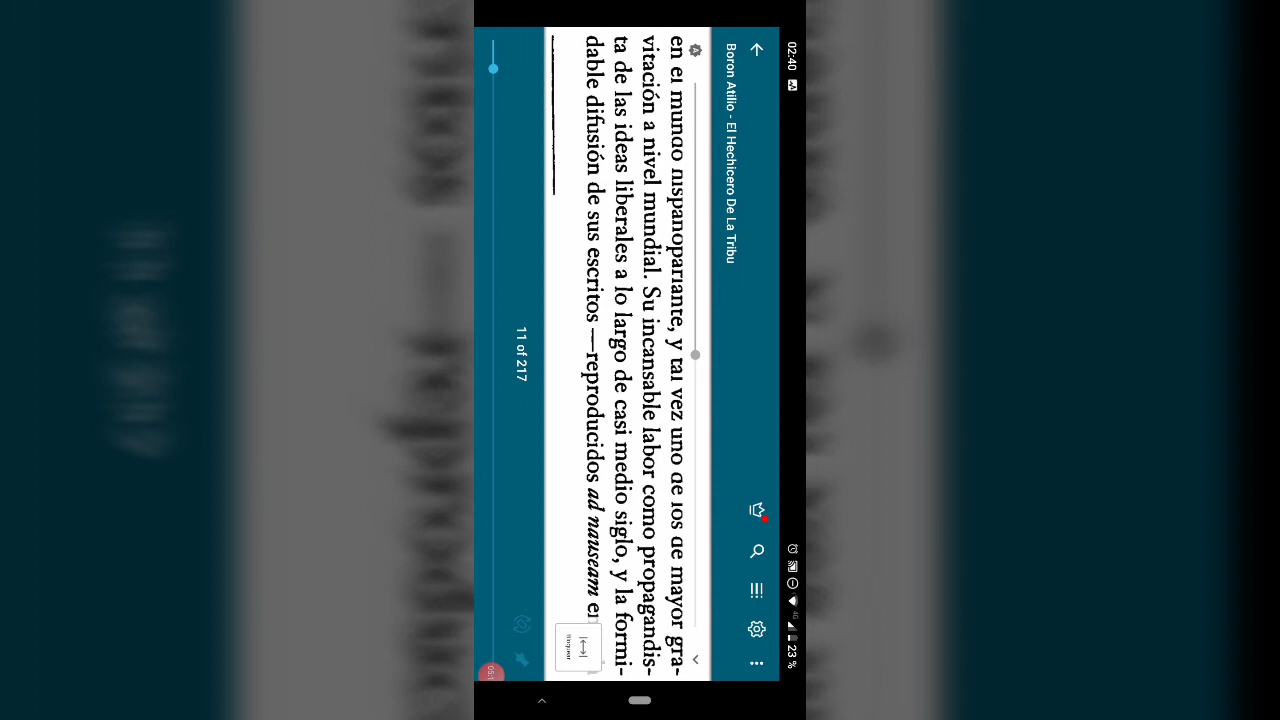 02:40
4G
23 %
Boron Atilio - El Hechicero De La Tribu
en el mundo hispanoparlante, y tal vez uno de los de mayor gra-
vitación a nivel mundial. Su incansable labor como propagandis-
ta de las ideas liberales a lo largo de casi medio siglo, y la formi-
dable difusión de sus escritos —reproducidos ad nauseam en
Bloquear
11 of 217